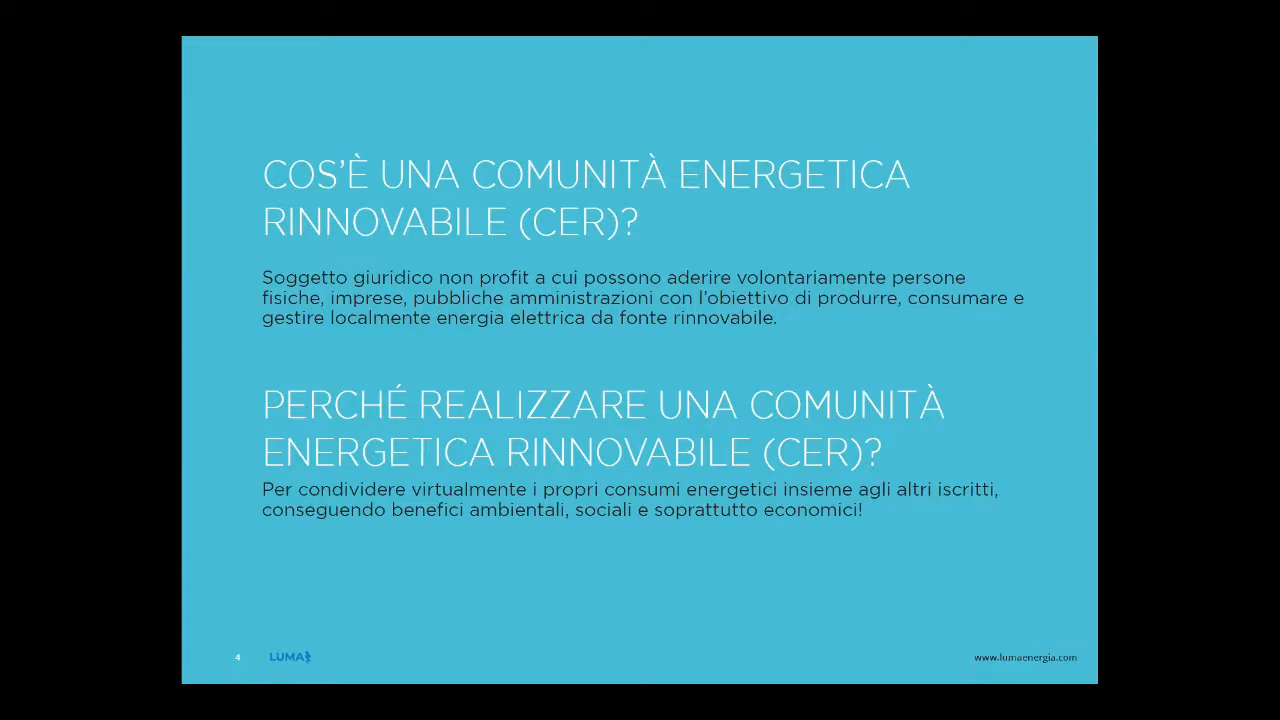 COS’È UNA COMUNITÀ ENERGETICA
RINNOVABILE (CER)?
Soggetto giuridico non profit a cui possono aderire volontariamente persone
fisiche, imprese, pubbliche amministrazioni con l’obiettivo di produrre, consumare e
gestire localmente energia elettrica da fonte rinnovabile.
PERCHÉ REALIZZARE UNA COMUNITÀ
ENERGETICA RINNOVABILE (CER)?
Per condividere virtualmente i propri consumi energetici insieme agli altri iscritti,
conseguendo benefici ambientali, sociali e soprattutto economici!
4
LUMA
www.lumaenergia.com